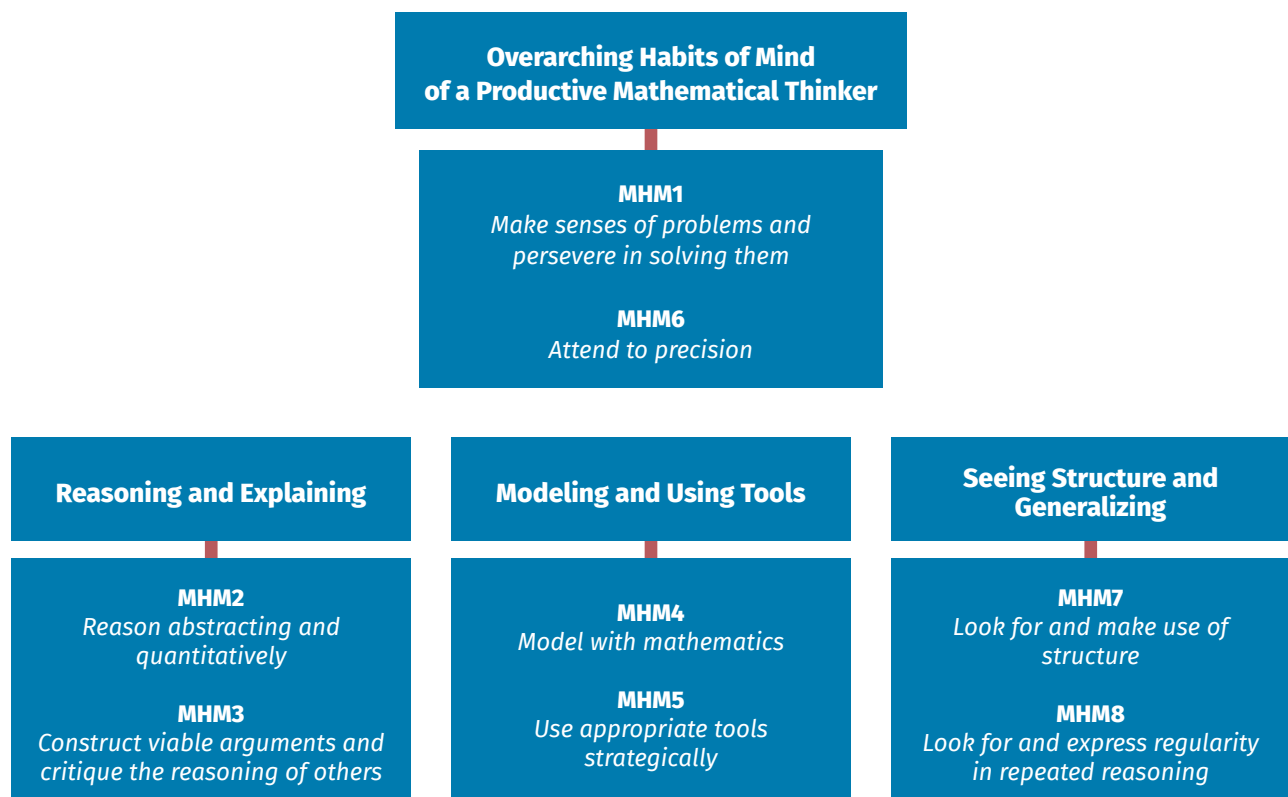 Overarching Habits of Mind
of a Productive Mathematical Thinker
MHM1
Make senses of problems and
persevere in solving them
MHM6
Attend to precision
Reasoning and Explaining
MHM2
Reason abstracting and
quantitatively
MHM3
Construct viable arguments and
critique the reasoning of others
Modeling and Using Tools
MHM4
Model with mathematics
MHM5
Use appropriate tools
strategically
Seeing Structure and
Generalizing
MHM7
Look for and make use of
structure
MHM8
Look for and express regularity
in repeated reasoning